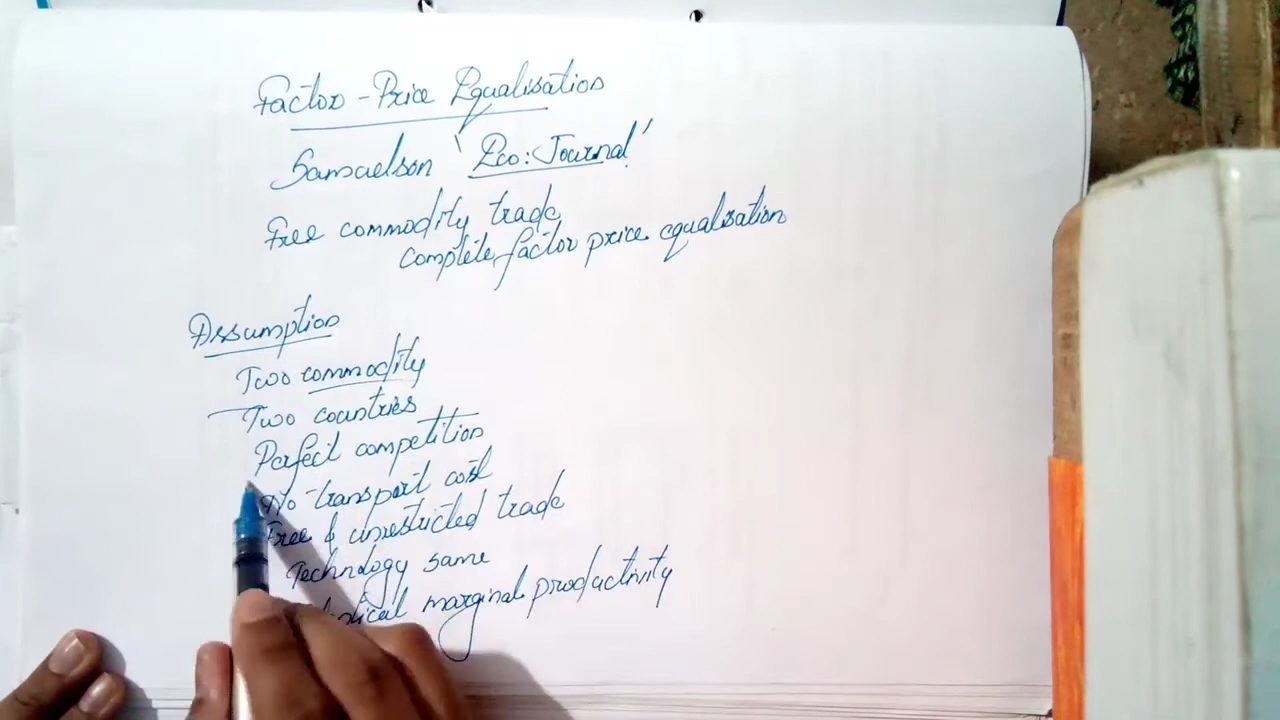 Factor - Price Equalisation
Samuelson 'Eco: Journal'
Free commodity trade
complete factor price equalisation
Assumption
Two commodity
Two countries
Perfect competition
No transport cost
Free & unrestricted trade
Technology same
marginal productivity